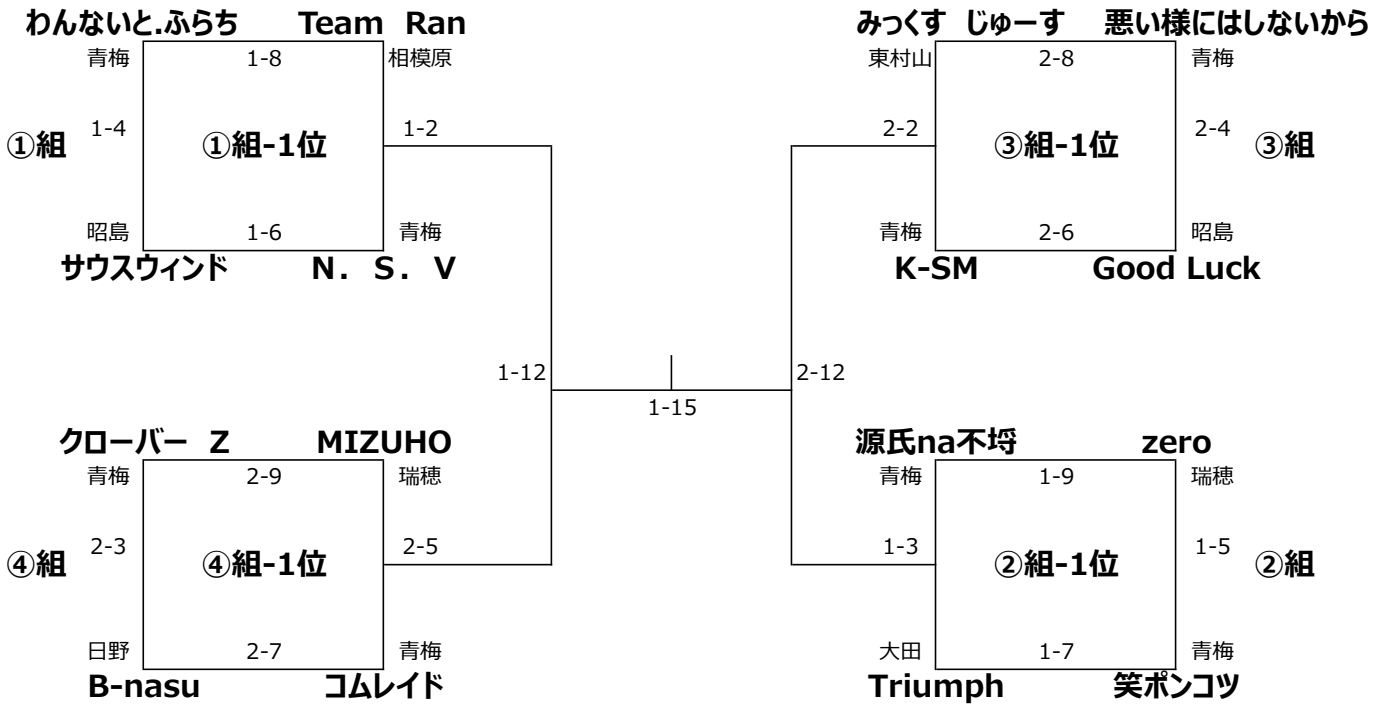 わんないと.ふらち　Team Ran　みっくす じゅーす　悪い様にはしないから
青梅　1-8　相模原　東村山　2-8　青梅
①組　1-4　①組-1位　1-2　2-2　③組-1位　2-4　③組
昭島　1-6　青梅　青梅　2-6　昭島
サウスウィンド　N．S．V　K-SM　Good Luck
1-12　2-12
1-15
クローバー Z　MIZUHO　源氏na不埒　zero
青梅　2-9　瑞穂　青梅　1-9　瑞穂
④組　2-3　④組-1位　2-5　1-3　②組-1位　1-5　②組
日野　2-7　青梅　大田　1-7　青梅
B-nasu　コムレイド　Triumph　笑ポンコツ